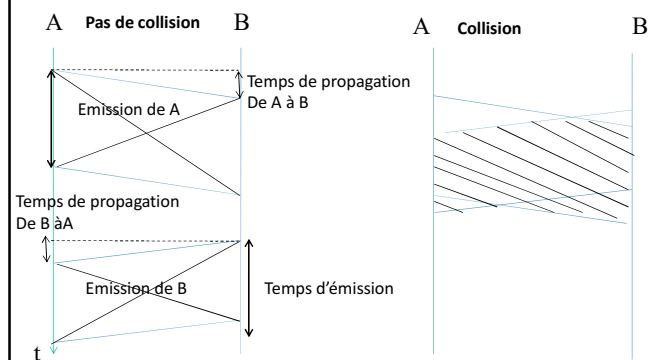 A Pas de collision B
A Collision B
Temps de propagation
De A à B
Emission de A
Temps de propagation
De B àA
Emission de B
Temps d’émission
t